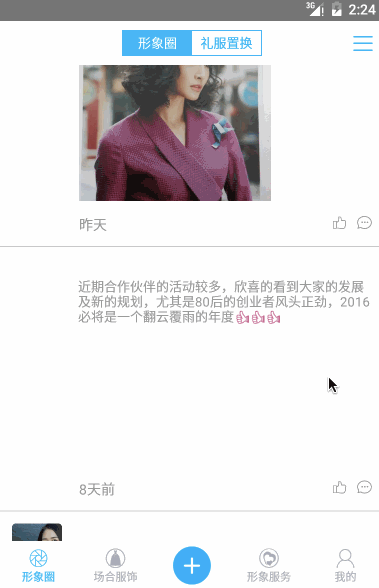 3G 2:24
形象圈 礼服置换
昨天
近期合作伙伴的活动较多，欣喜的看到大家的发展
及新的规划，尤其是80后的创业者风头正劲，2016
必将是一个翻云覆雨的年度👍👍👍
8天前
形象圈 场合服饰 形象服务 我的